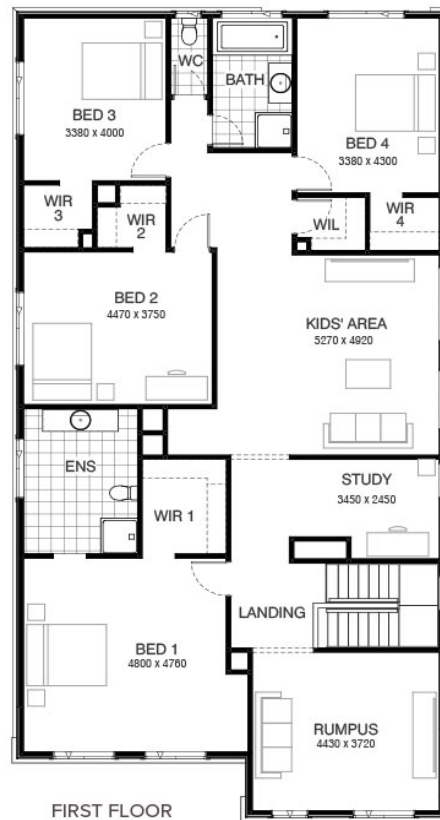 WC
BATH
BED 3
3380 x 4000
BED 4
3380 x 4300
WIR
3
WIR
2
WIL
WIR
4
BED 2
4470 x 3750
KIDS' AREA
5270 x 4920
ENS
WIR 1
STUDY
3450 x 2450
LANDING
BED 1
4800 x 4760
RUMPUS
4430 x 3720
FIRST FLOOR